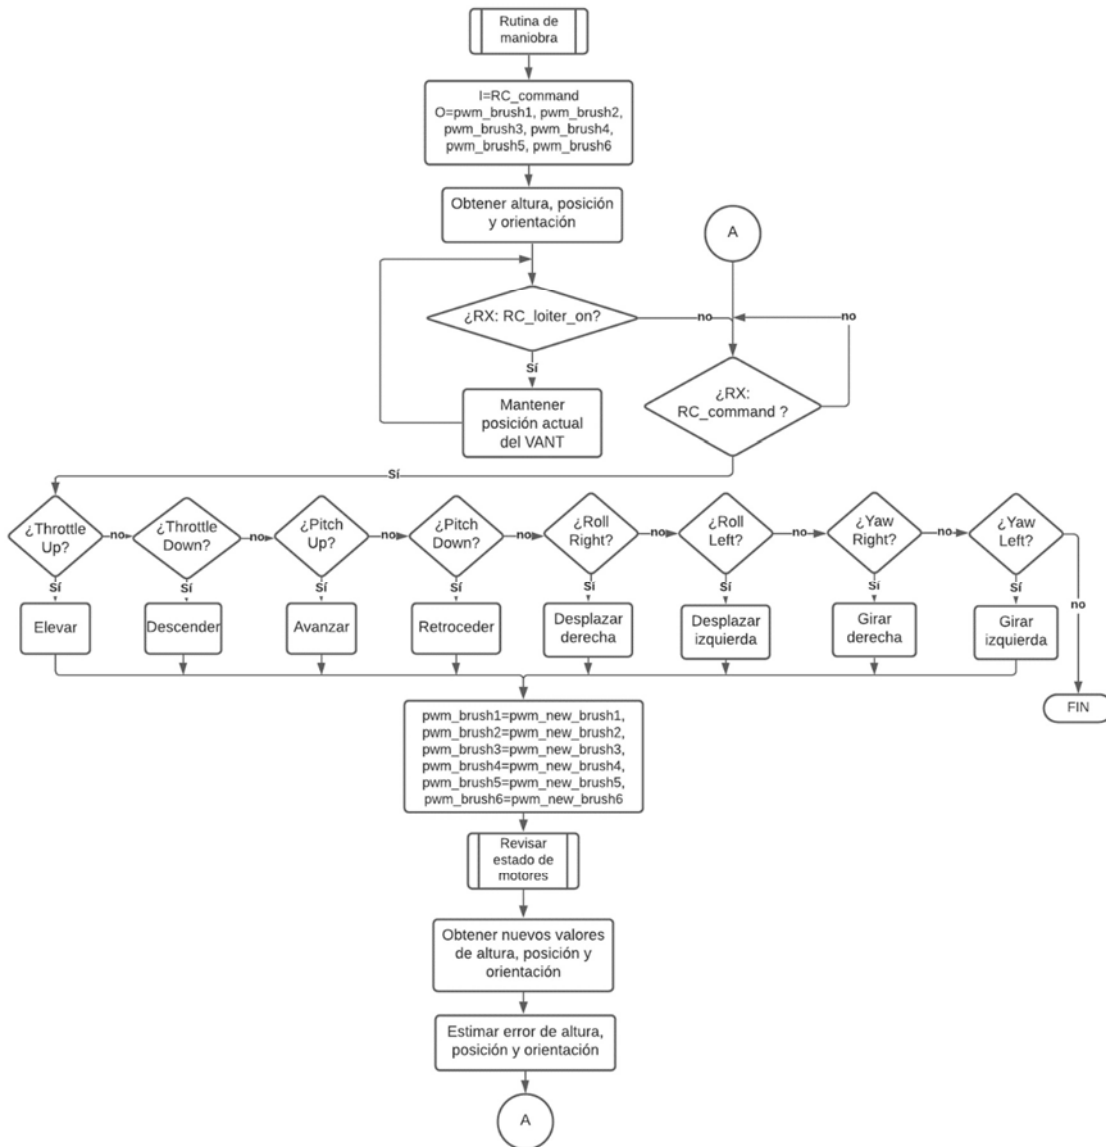 Rutina de
maniobra
I=RC_command
O=pwm_brush1, pwm_brush2,
pwm_brush3, pwm_brush4,
pwm_brush5, pwm_brush6
Obtener altura, posición
y orientación
A
¿RX: RC_loiter_on?
no
no
Sí
Mantener
posición actual
del VANT
¿RX:
RC_command ?
Sí
¿Throttle
Up?
no
¿Throttle
Down?
no
¿Pitch
Up?
no
¿Pitch
Down?
no
¿Roll
Right?
no
¿Roll
Left?
no
¿Yaw
Right?
no
¿Yaw
Left?
no
Sí
Sí
Sí
Sí
Sí
Sí
Sí
Sí
Elevar
Descender
Avanzar
Retroceder
Desplazar
derecha
Desplazar
izquierda
Girar
derecha
Girar
izquierda
FIN
pwm_brush1=pwm_new_brush1,
pwm_brush2=pwm_new_brush2,
pwm_brush3=pwm_new_brush3,
pwm_brush4=pwm_new_brush4,
pwm_brush5=pwm_new_brush5,
pwm_brush6=pwm_new_brush6
Revisar
estado de
motores
Obtener nuevos valores
de altura, posición y
orientación
Estimar error de altura,
posición y orientación
A